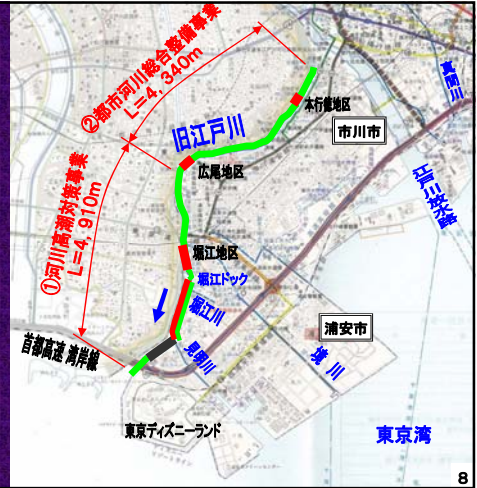 ②都市河川総合整備事業
L=4,340m
本行徳地区
真間川
旧江戸川
市川市
広尾地区
江戸川放水路
①河川高潮対策事業
L=4,910m
堀江地区
堀江ドック
堀江川
浦安市
首都高速 湾岸線
見明川
境川
東京ディズニーランド
東京湾
8